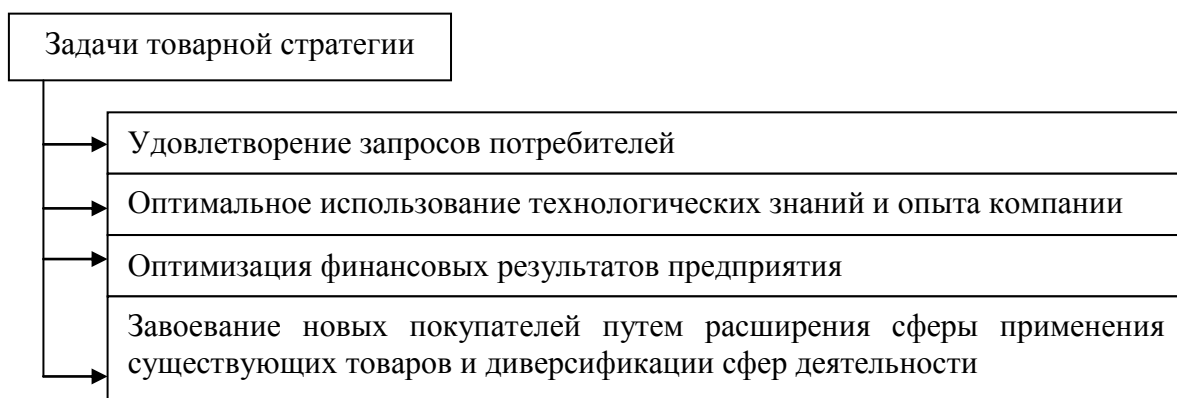 Задачи товарной стратегии
Удовлетворение запросов потребителей
Оптимальное использование технологических знаний и опыта компании
Оптимизация финансовых результатов предприятия
Завоевание новых покупателей путем расширения сферы применения
существующих товаров и диверсификации сфер деятельности